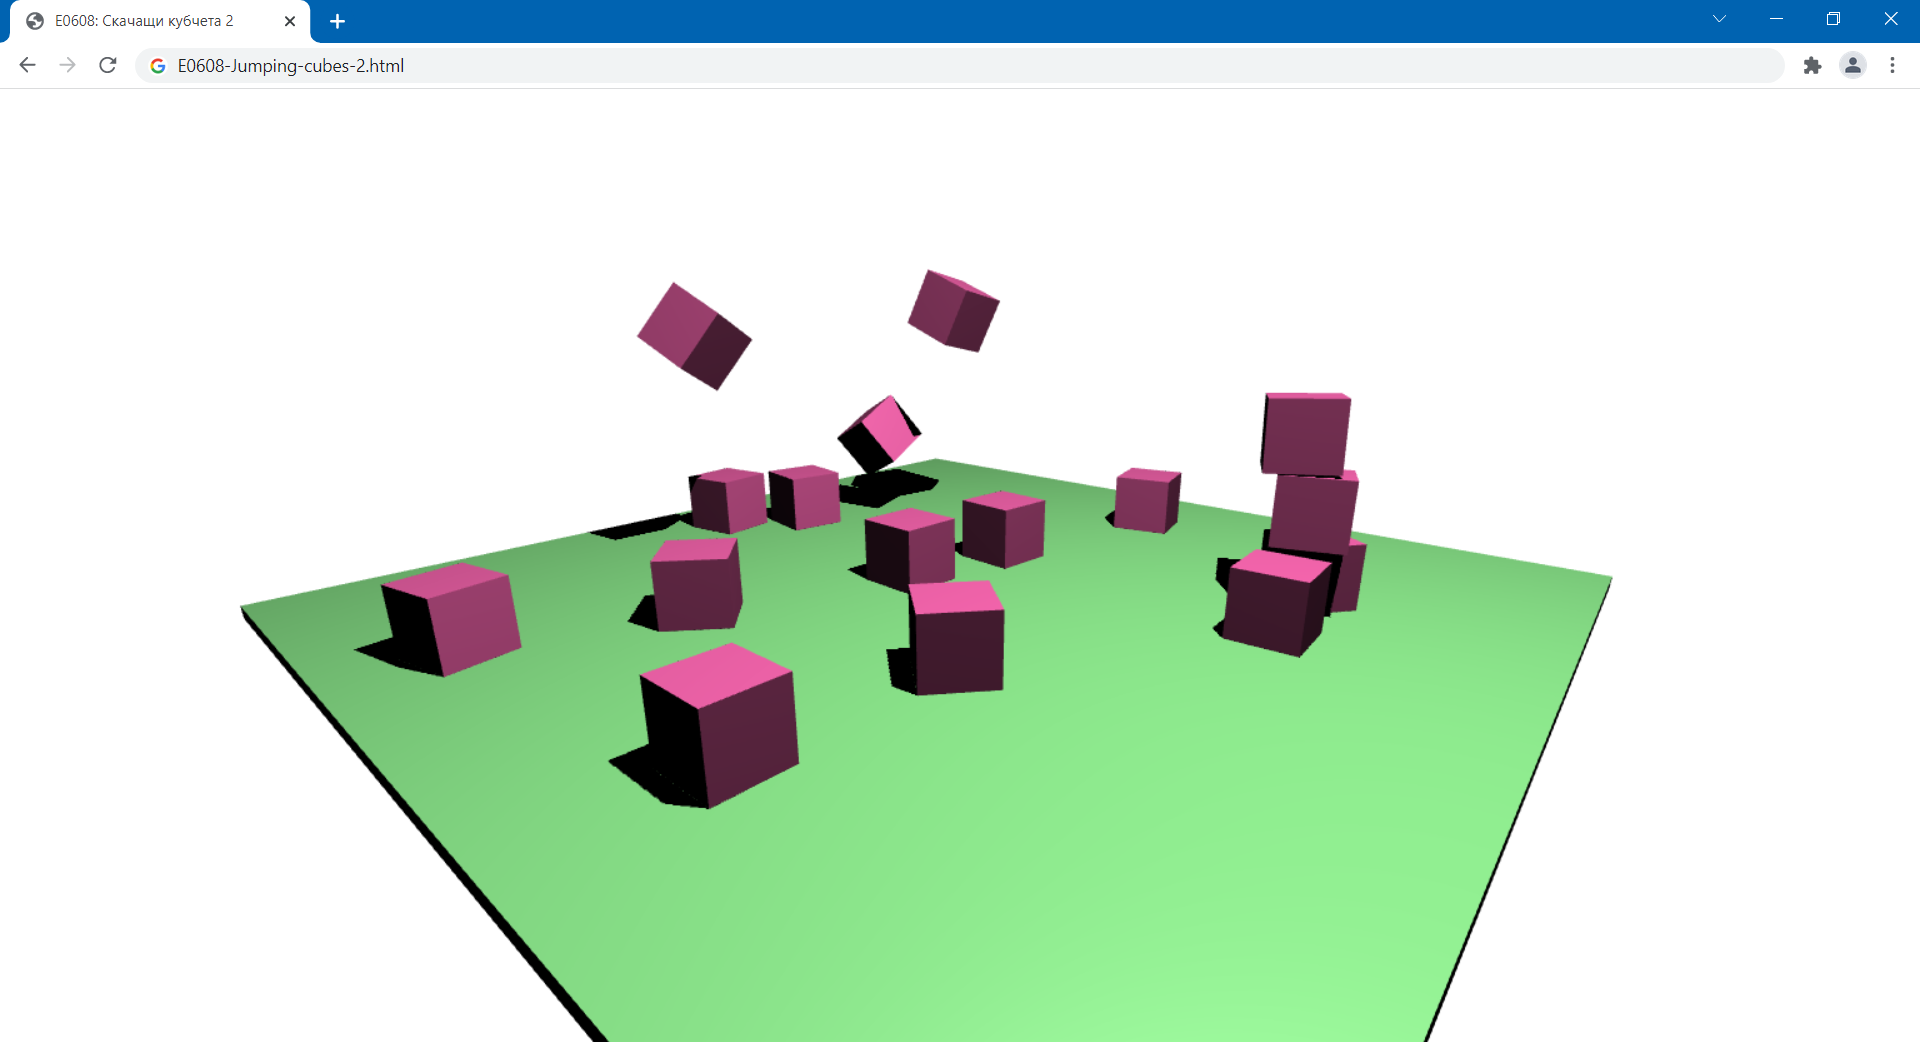 E0608: Скачащи кубчета 2
E0608-Jumping-cubes-2.html